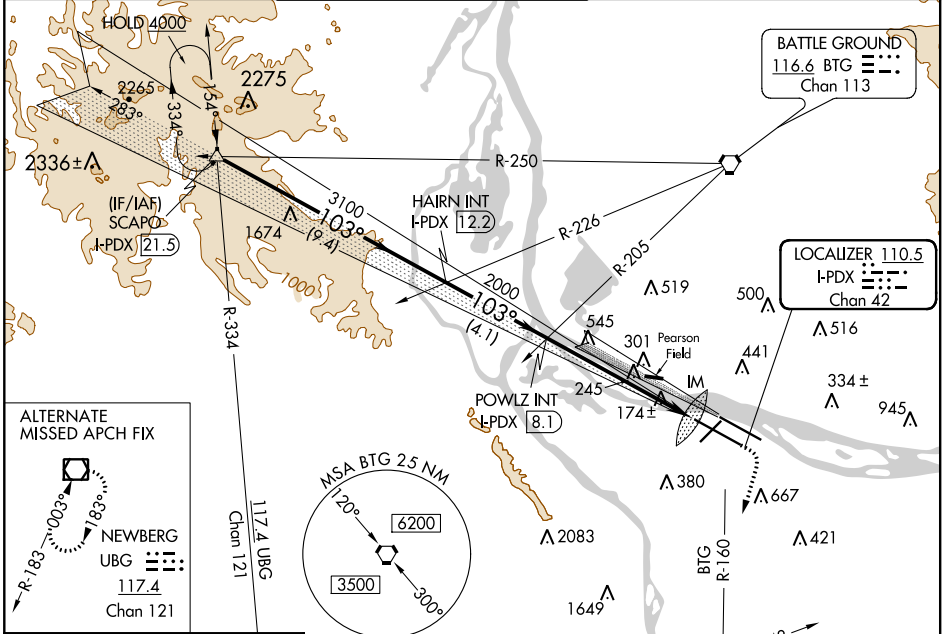 HOLD 4000
2265
2275
283°
334°
154°
2336±
(IF/IAF)
SCAPO
I-PDX 21.5
1674
3100
103°
(9.4)
1000
HAIRN INT
I-PDX 12.2
R-250
R-226
R-205
BATTLE GROUND
116.6 BTG
Chan 113
LOCALIZER 110.5
I-PDX
Chan 42
2000
103°
(4.1)
519
500
516
545
301
Pearson
Field
441
245
IM
334±
174±
945
POWLZ INT
I-PDX 8.1
R-334
117.4 UBG
Chan 121
ALTERNATE
MISSED APCH FIX
003°
183°
R-183
NEWBERG
UBG
117.4
Chan 121
MSA BTG 25 NM
120°
6200
3500
300°
380
667
2083
421
BTG
R-160
1649